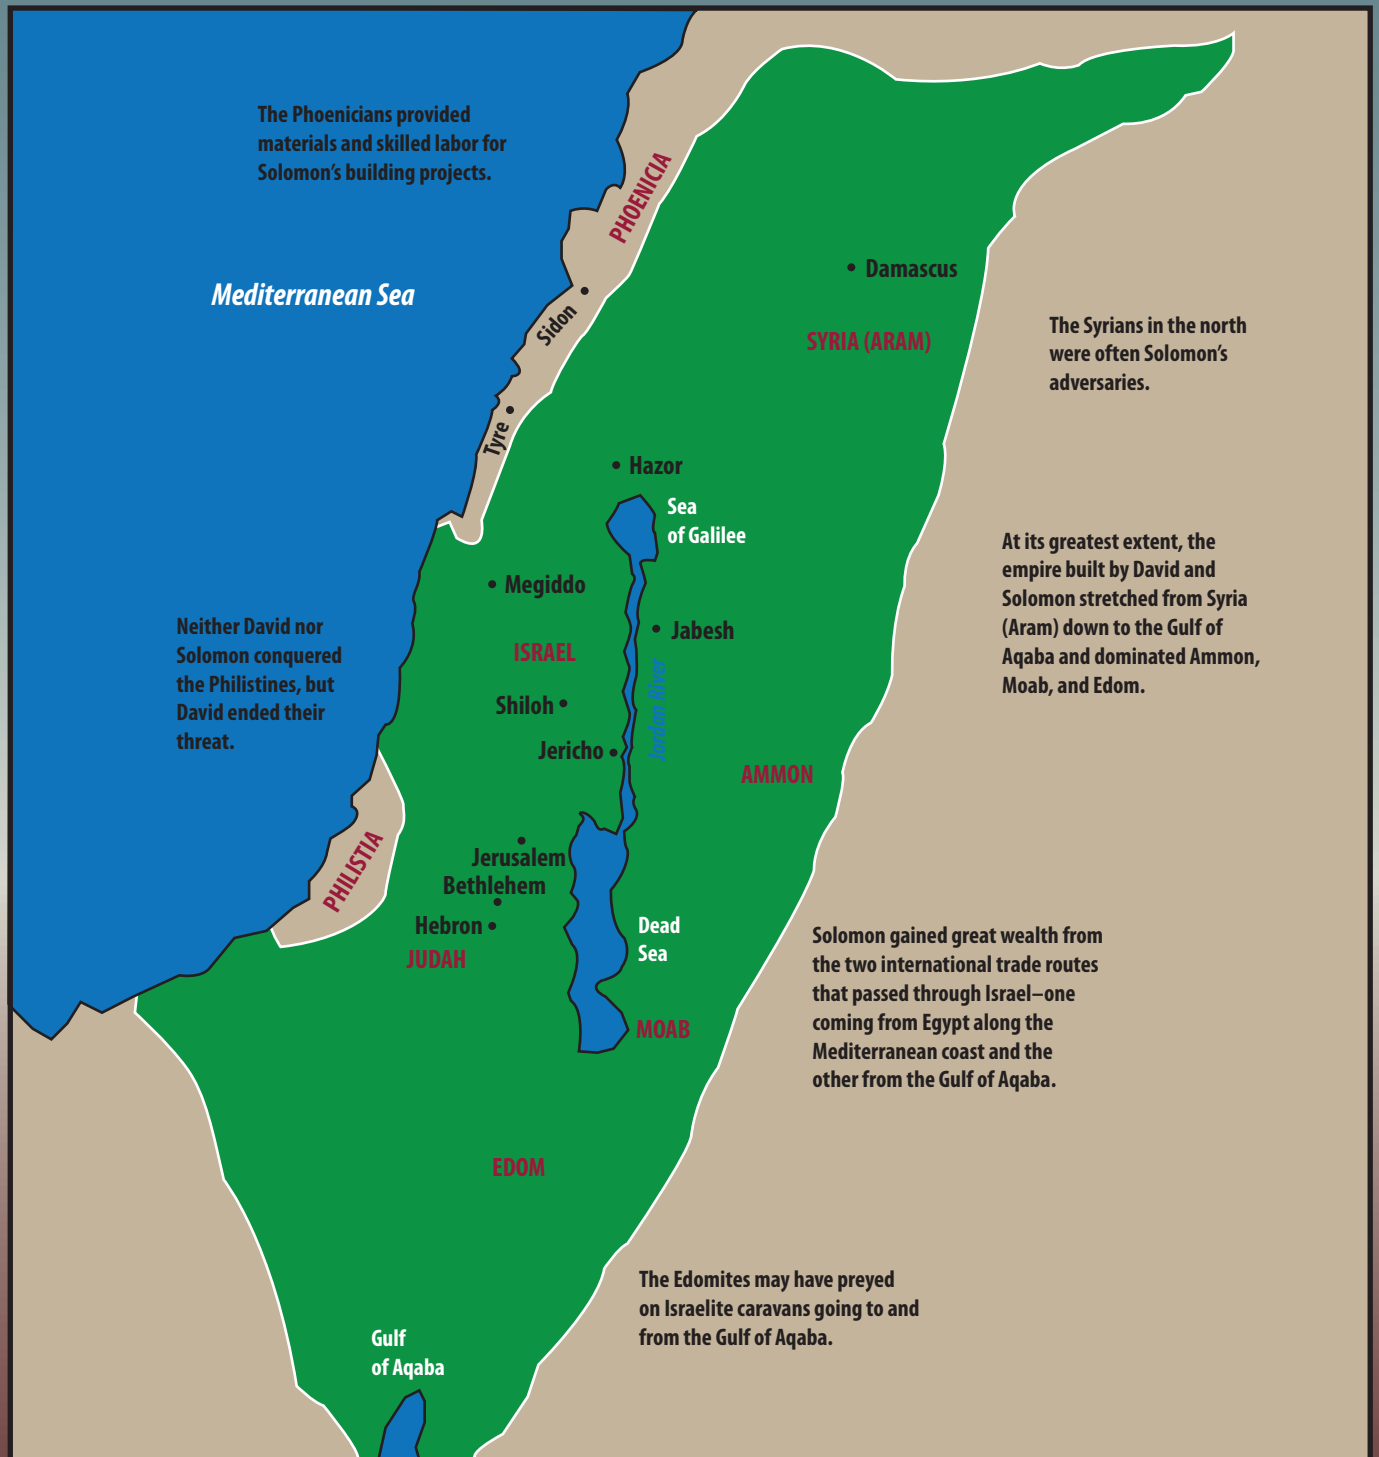 The Phoenicians provided
materials and skilled labor for
Solomon's building projects.
PHOENICIA
Mediterranean Sea
Damascus
Sidon
SYRIA (ARAM)
The Syrians in the north
were often Solomon's
adversaries.
Tyre
Hazor
Sea
of Galilee
At its greatest extent, the
empire built by David and
Solomon stretched from Syria
(Aram) down to the Gulf of
Aqaba and dominated Ammon,
Moab, and Edom.
Megiddo
Jabesh
Neither David nor
Solomon conquered
the Philistines, but
David ended their
threat.
ISRAEL
Jordan River
Shiloh
Jericho
AMMON
PHILISTIA
Jerusalem
Bethlehem
Hebron
JUDAH
Dead
Sea
Solomon gained great wealth from
the two international trade routes
that passed through Israel–one
coming from Egypt along the
Mediterranean coast and the
other from the Gulf of Aqaba.
MOAB
EDOM
The Edomites may have preyed
on Israelite caravans going to and
from the Gulf of Aqaba.
Gulf
of Aqaba